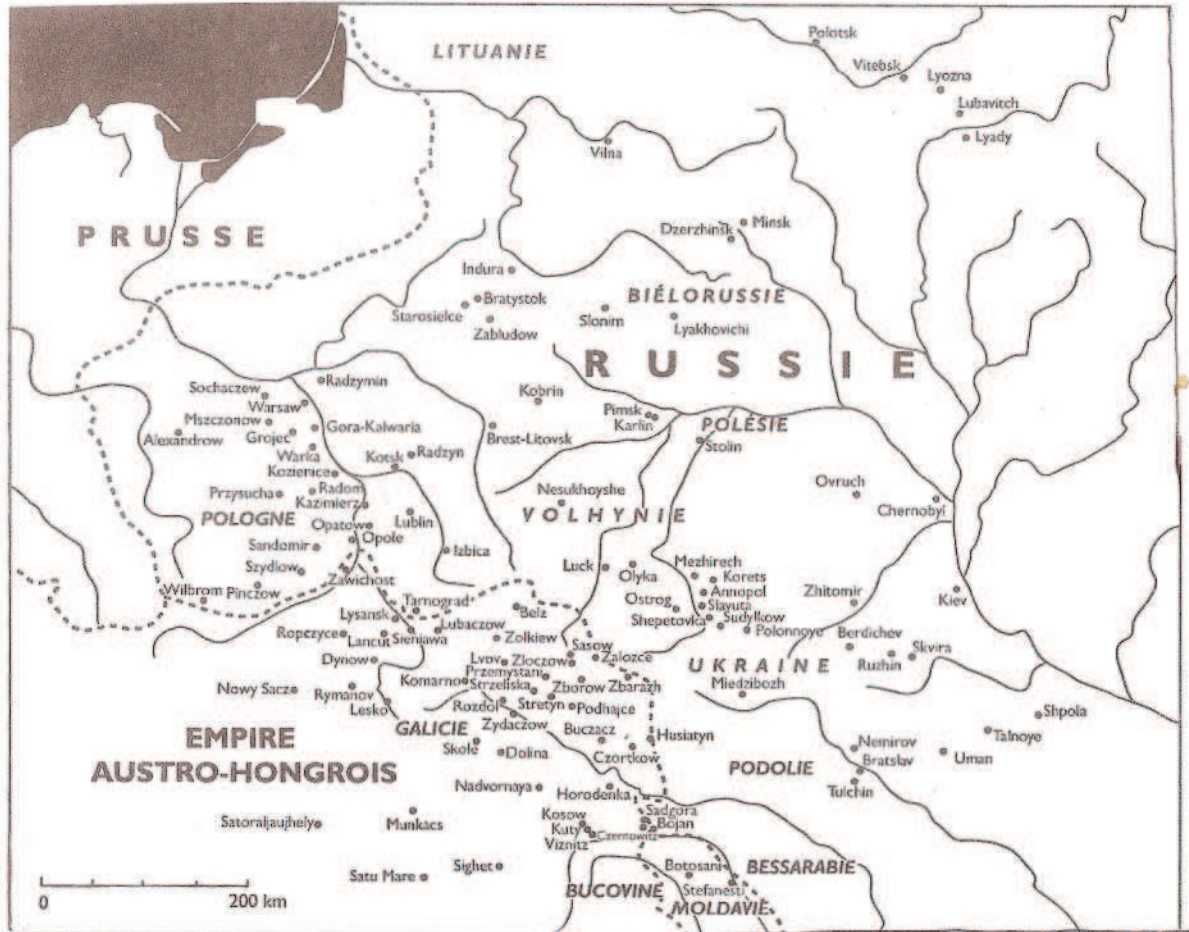 LITUANIE
Polotsk
Vitebsk
Lyozna
Lubavitch
Lyady
Vilna
PRUSSE
Minsk
Dzerzhinsk
Indura
BIÉLORUSSIE
Bratystok
Starosielce
Zabludow
Slonim
Lyakhovichi
RUSSIE
Radzymin
Sochaczew
Warsaw
Kobrin
Mszczonow
Pimsk
Karlin
Alexandrow
Grojec
Gora-Kalwaria
Brest-Litovsk
POLÉSIE
Stolin
Warka
Kotsk
Radzyn
Kozienice
Przysucha
Radom
Kazimierz
Nesukhoyshe
Ovruch
Chernobyl
POLOGNE
Opatow
Lublin
VOLHYNIE
Opole
Sandomir
Izbica
Szydlow
Zawichost
Luck
Olyka
Mezhirech
Korets
Wilbrom
Pinczow
Annopol
Zhitomir
Kiev
Tarnograd
Belz
Ostrog
Slavuta
Lysansk
Shepetovka
Sudylkow
Ropczyce
Lancut
Sieniawa
Lubaczow
Zolkiew
Polonnoye
Berdichev
Sasow
Skvira
Dynow
Lvov
Zloczow
Zalozce
UKRAINE
Ruzhin
Przemystani
Komarno
Strzeliska
Zborow
Zbarazh
Miedzibozh
Nowy Sacz
Rymanov
Lesko
Rozdol
Stretyn
Podhajce
Zydaczow
Shpola
GALICIE
Buczacz
Husiatyn
Talnoye
EMPIRE
AUSTRO-HONGROIS
Skole
Dolina
Czortkow
Nemirov
Uman
PODOLIE
Bratslav
Tulchin
Nadvornaya
Horodenka
Sadgora
Satoraljaujhely
Munkacs
Kosow
Bojan
Kuty
Czernowitz
Viznitz
Sighet
Botosani
BESSARABIE
Satu Mare
Stefanesti
BUCOVINE
MOLDAVIE
0
200 km